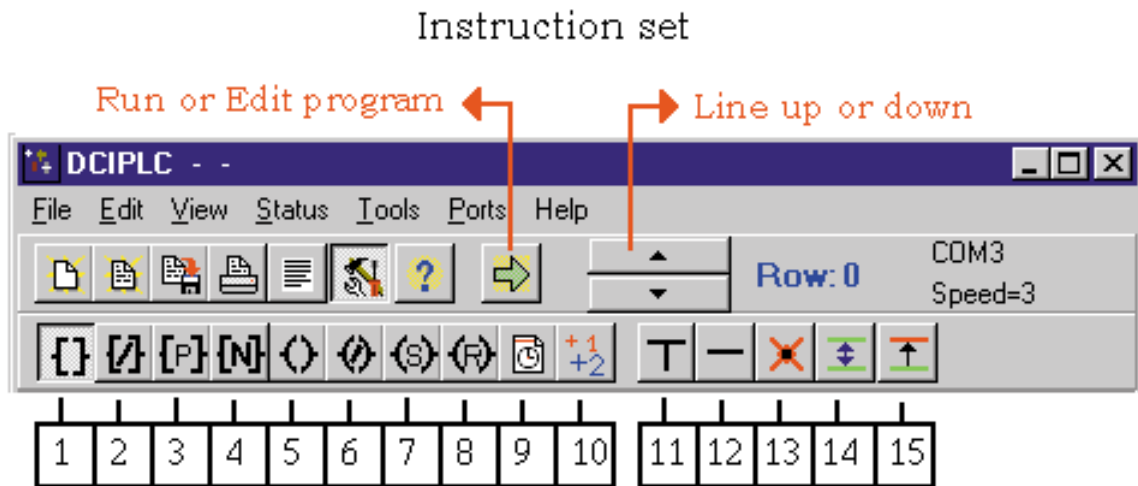 Instruction set
Run or Edit program
Line up or down
DCIPLC - -
File Edit View Status Tools Ports Help
?
Row: 0
COM3
Speed=3
{ } {/} {P} {N} ( ) (/) (S) (R) +1 +2
1 2 3 4 5 6 7 8 9 10 11 12 13 14 15